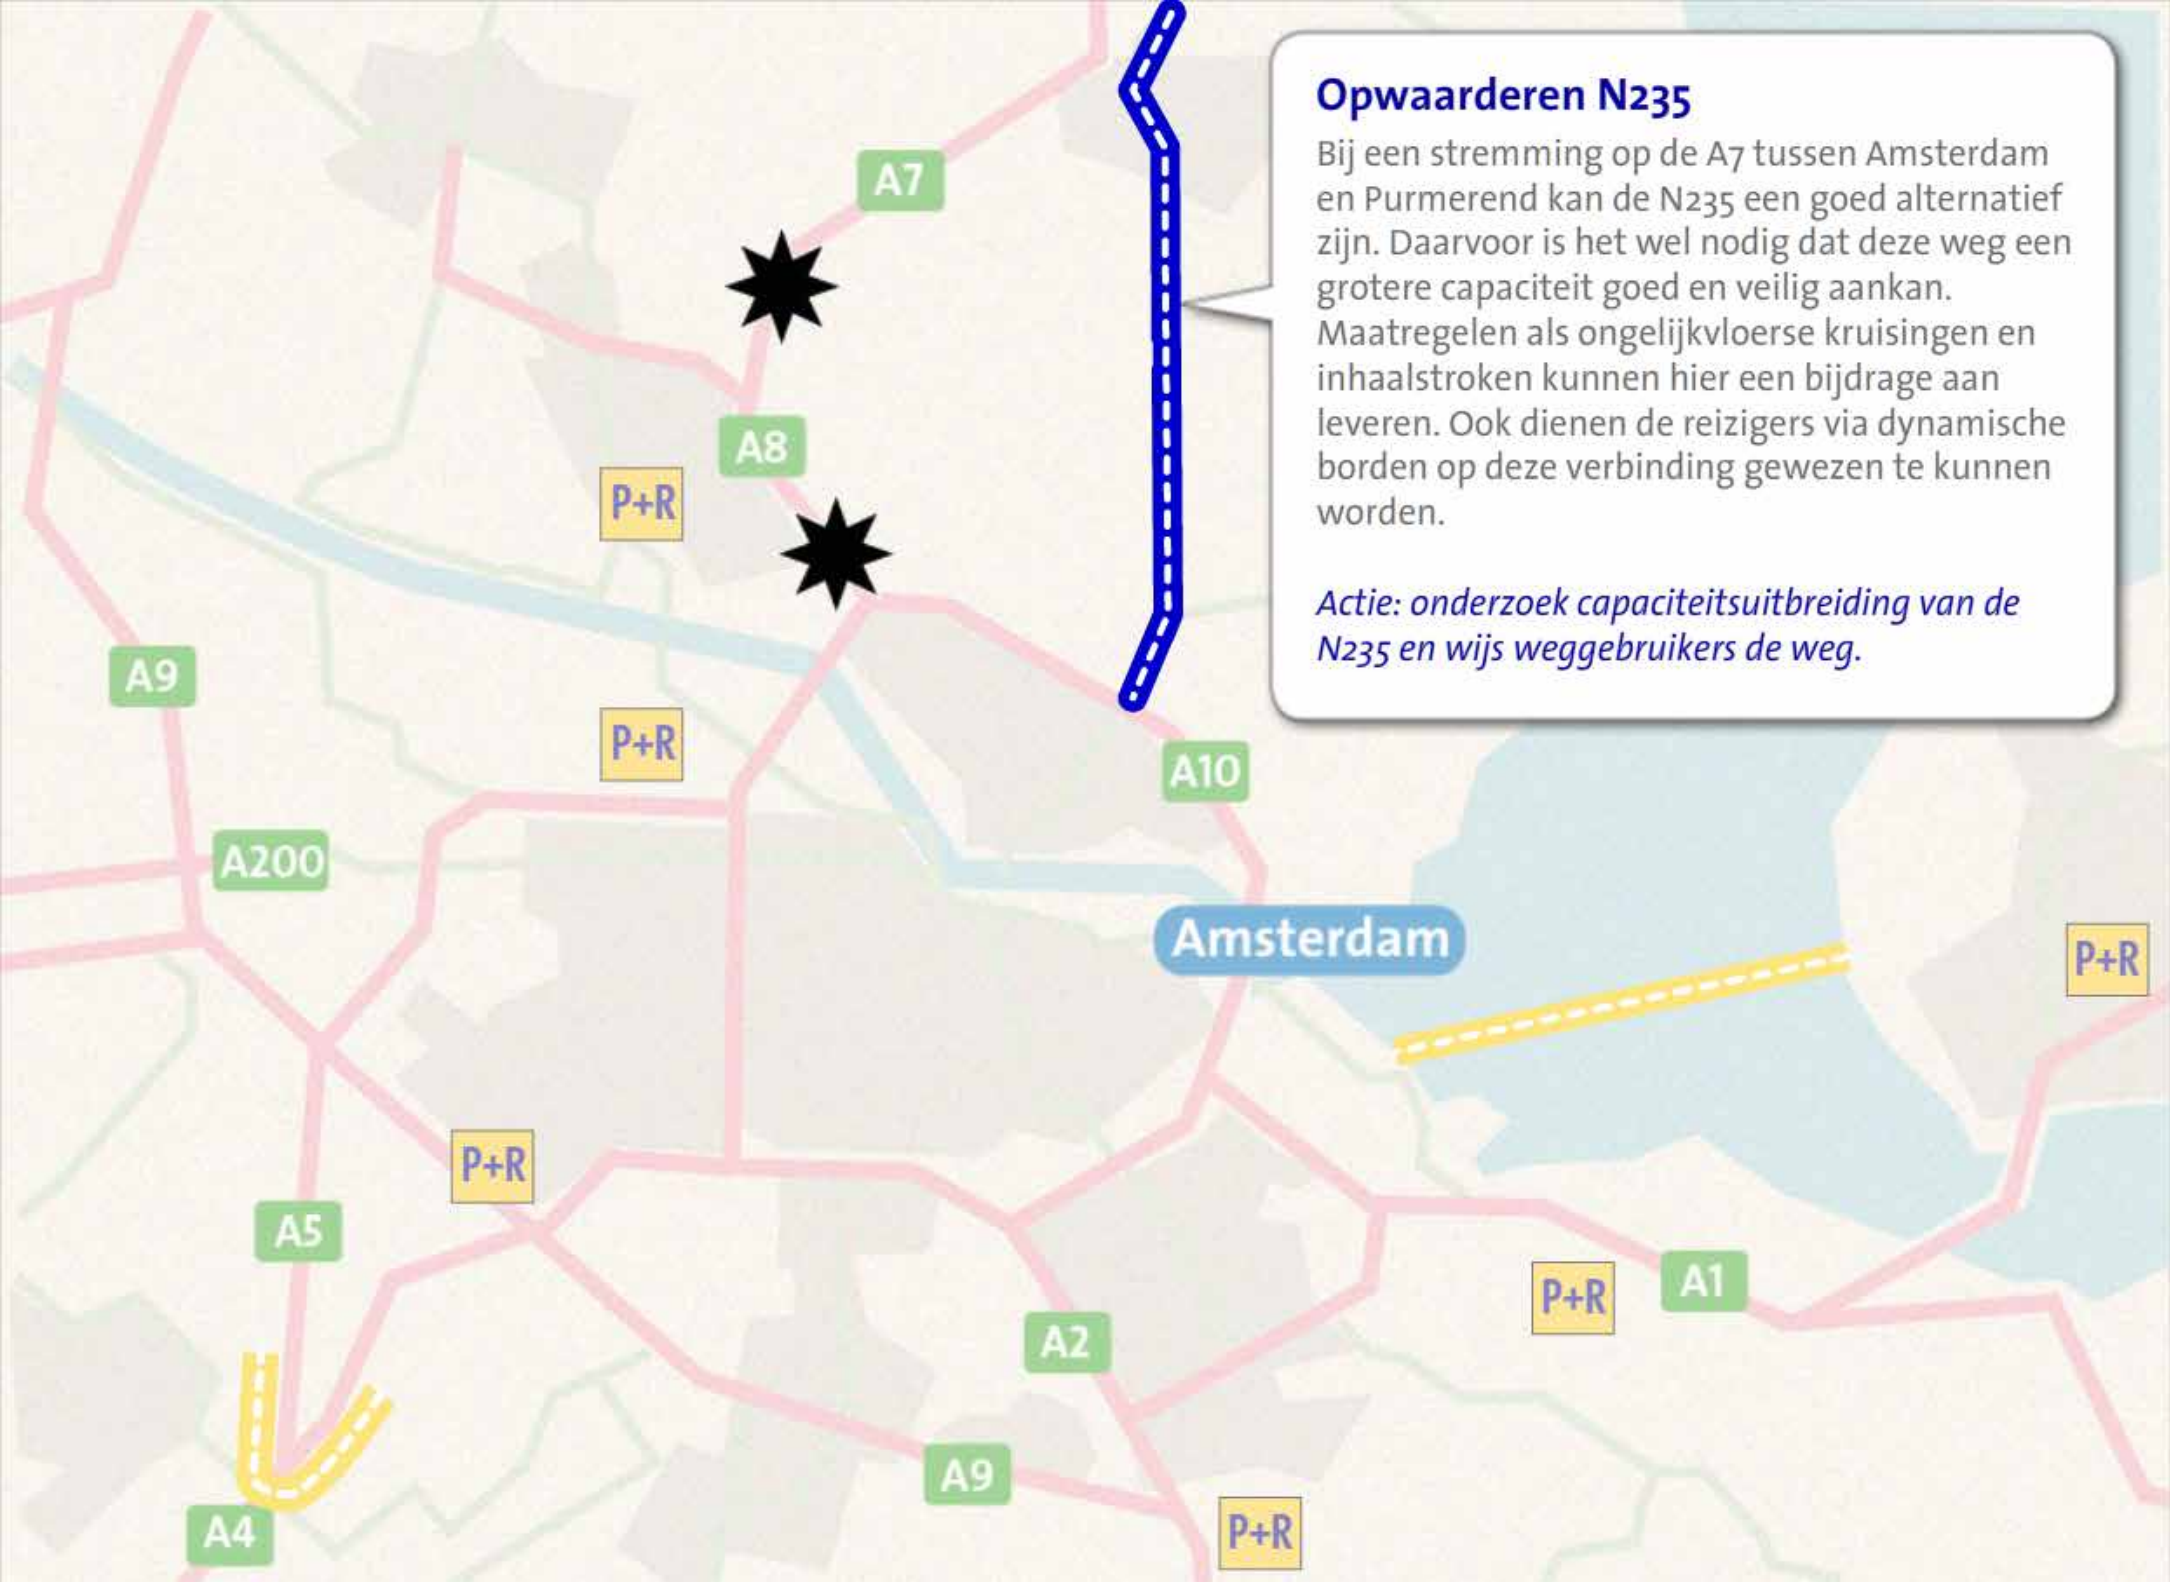 Opwaarderen N235
Bij een stremming op de A7 tussen Amsterdam
en Purmerend kan de N235 een goed alternatief
zijn. Daarvoor is het wel nodig dat deze weg een
grotere capaciteit goed en veilig aankan.
Maatregelen als ongelijkvloerse kruisingen en
inhaalstroken kunnen hier een bijdrage aan
leveren. Ook dienen de reizigers via dynamische
borden op deze verbinding gewezen te kunnen
worden.
Actie: onderzoek capaciteitsuitbreiding van de
N235 en wijs weggebruikers de weg.
A7
A8
P+R
A9
P+R
A10
A200
Amsterdam
P+R
P+R
A5
A1
P+R
A2
A9
A4
P+R